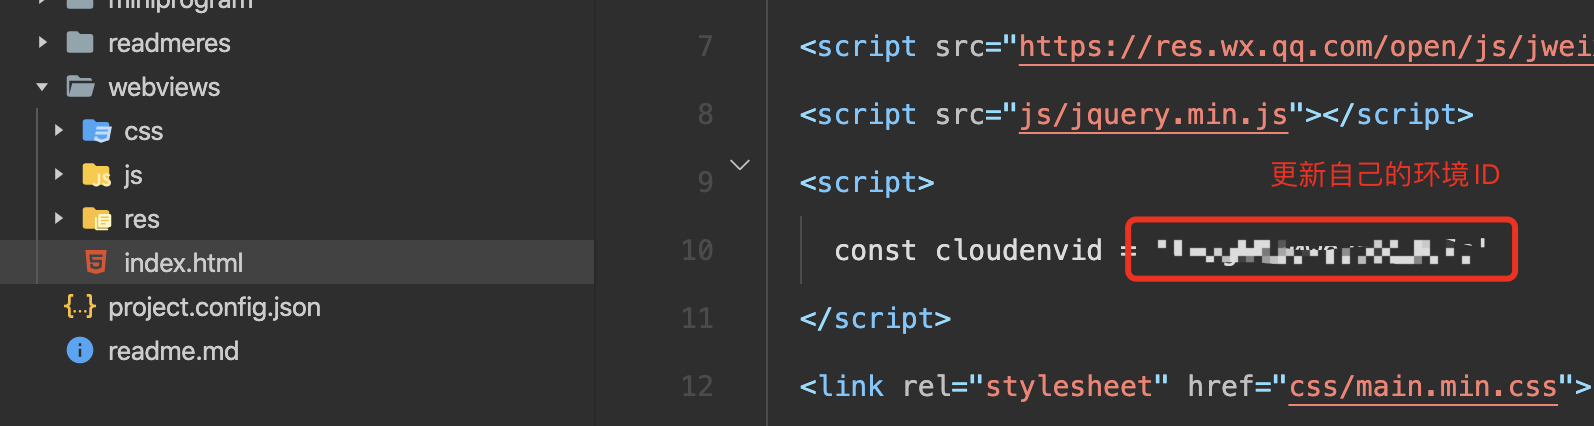 miniprogram
readmeres
webviews
css
js
res
index.html
project.config.json
readme.md
7 <script src="https://res.wx.qq.com/open/js/jwei
8 <script src="js/jquery.min.js"></script>
9 <script>
更新自己的环境ID
10 const cloudenvid =
11 </script>
12 <link rel="stylesheet" href="css/main.min.css">